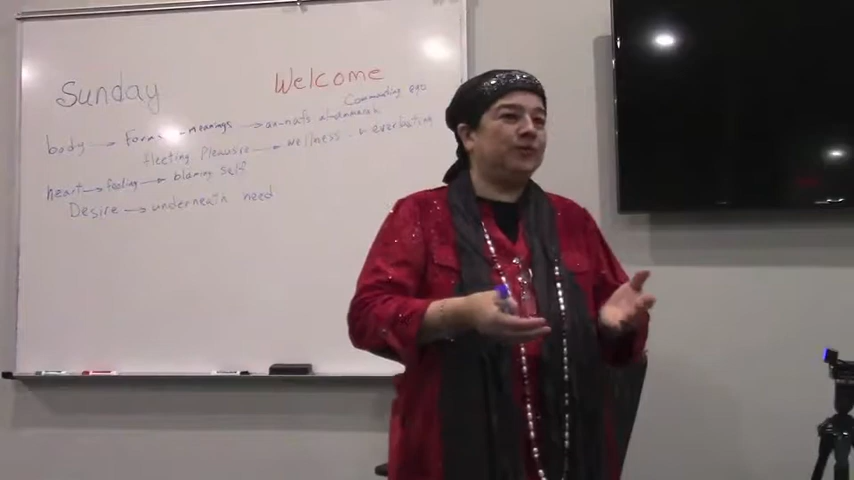 Sunday
Welcome
Commanding ego
body → forms → meanings → an-nafs al-ammarah
fleeting pleasure → wellness
everlasting
heart → feeling → blaming self
Desire → underneath need